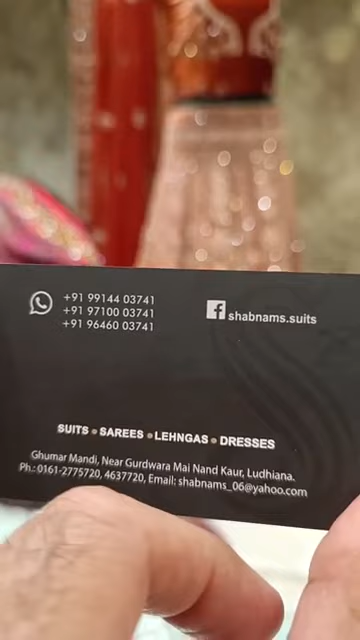 +91 99144 03741
+91 97100 03741
+91 96460 03741
shabnams.suits
SUITS • SAREES • LEHNGAS • DRESSES
Ghumar Mandi, Near Gurdwara Mai Nand Kaur, Ludhiana.
Ph.: 0161-2775720, 4637720, Email: shabnams_06@yahoo.com